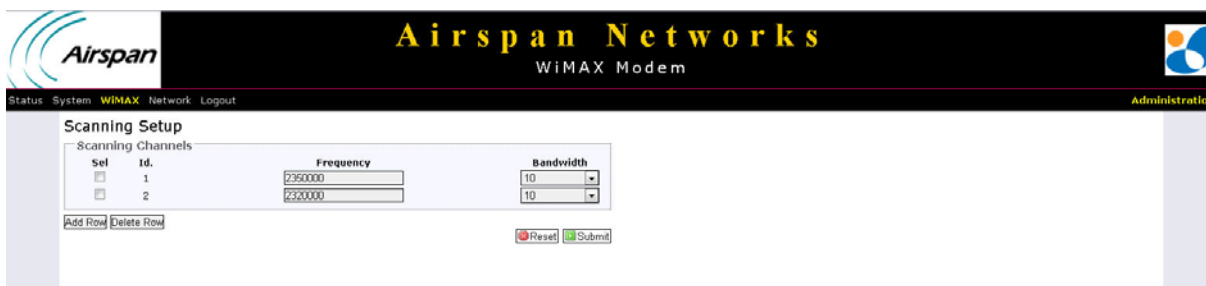 Airspan
Airspan Networks
WiMAX Modem
Status System WiMAX Network Logout
Administratio
Scanning Setup
Scanning Channels
Sel Id. Frequency Bandwidth
1 2350000 10
2 2320000 10
Add Row Delete Row
Reset Submit